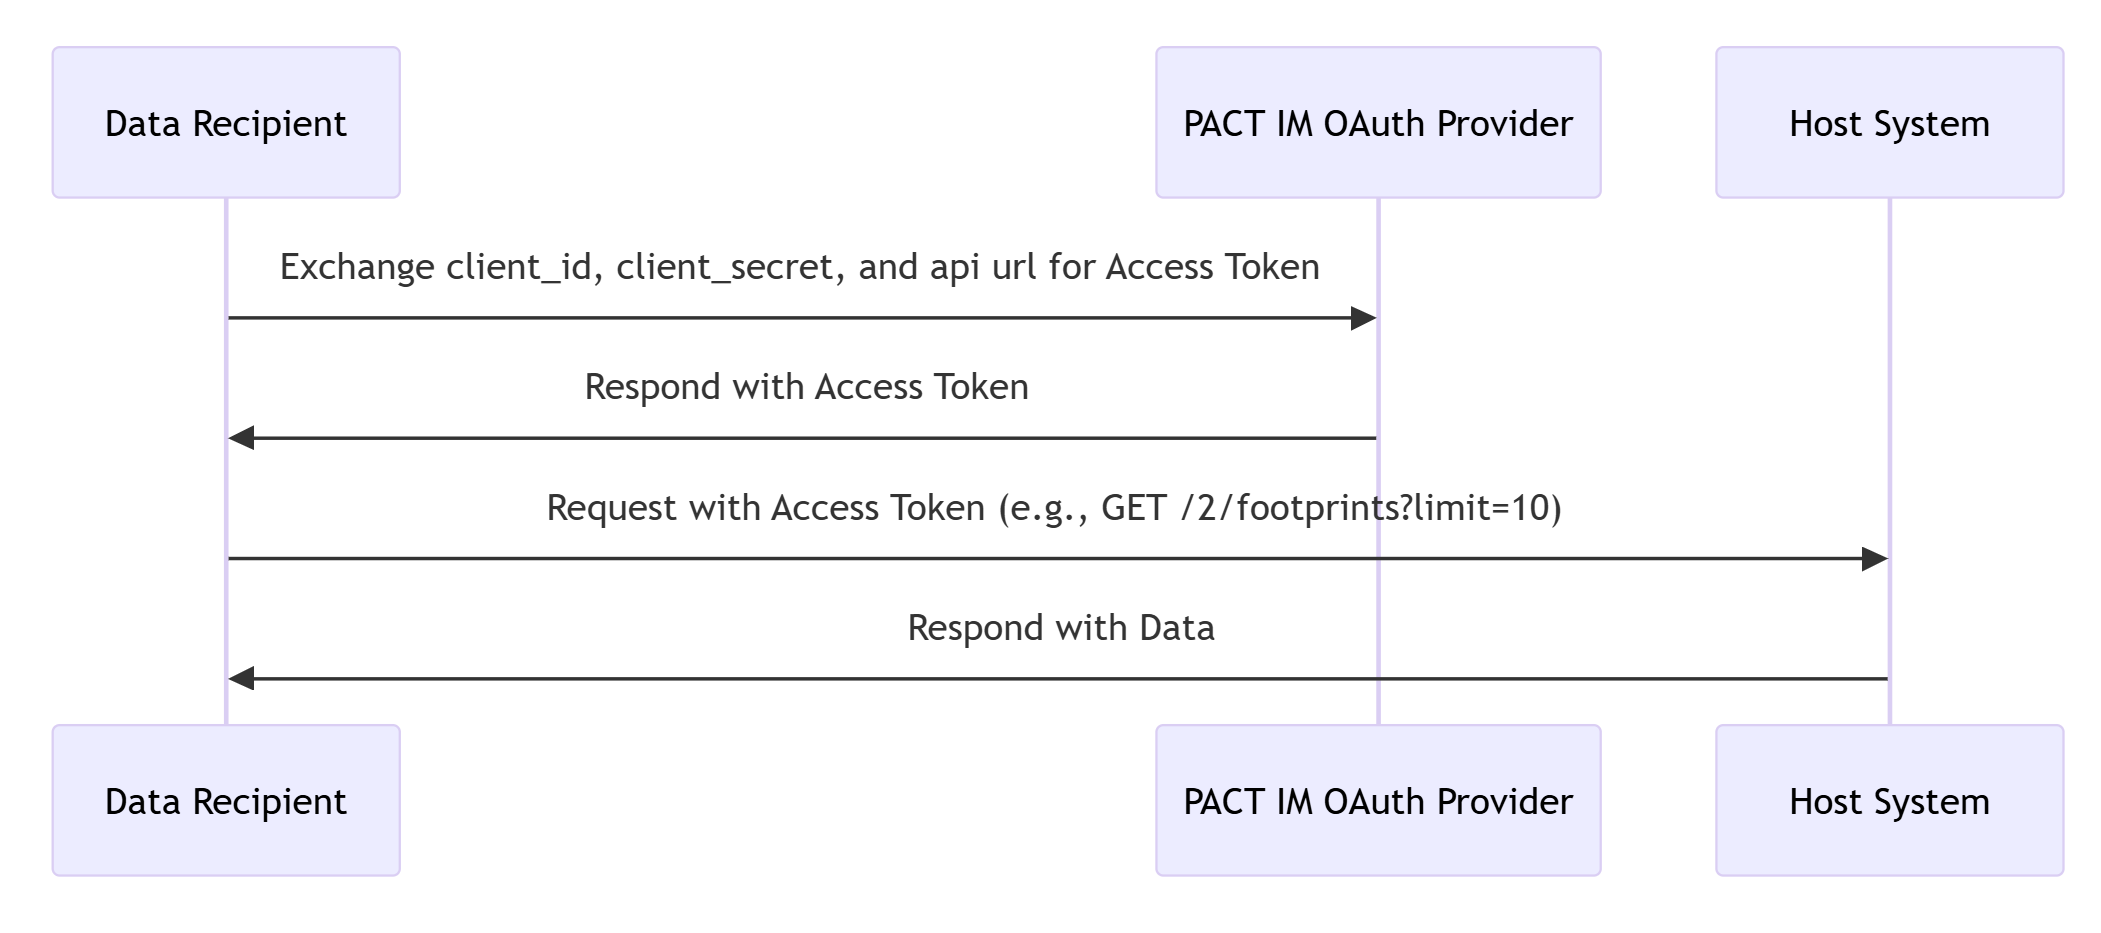 Data Recipient
PACT IM OAuth Provider
Host System
Exchange client_id, client_secret, and api url for Access Token
Respond with Access Token
Request with Access Token (e.g., GET /2/footprints?limit=10)
Respond with Data
Data Recipient
PACT IM OAuth Provider
Host System